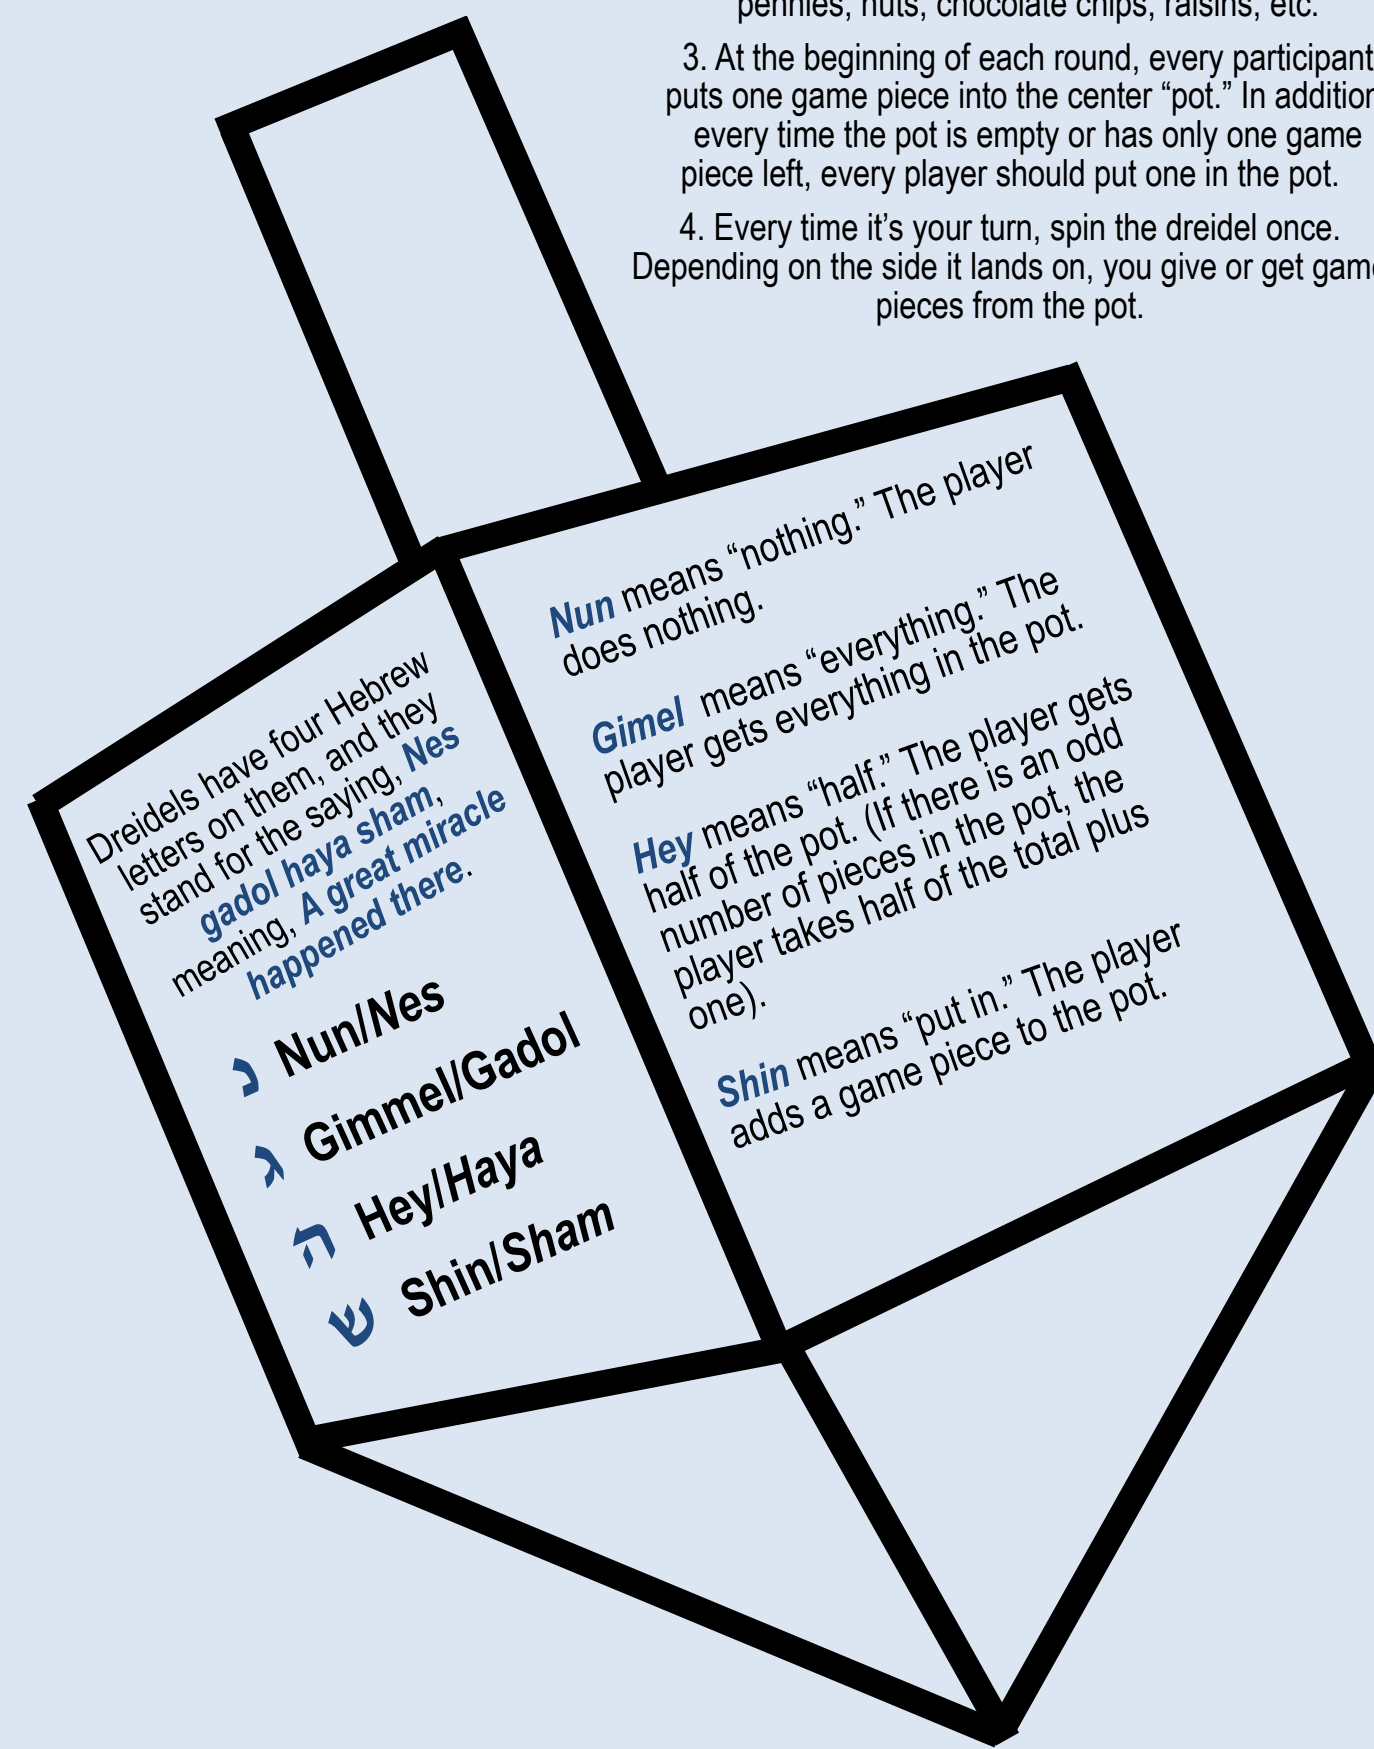 pennies, nuts, chocolate chips, raisins, etc.
3. At the beginning of each round, every participant
puts one game piece into the center “pot.” In addition
every time the pot is empty or has only one game
piece left, every player should put one in the pot.
4. Every time it’s your turn, spin the dreidel once.
Depending on the side it lands on, you give or get game
pieces from the pot.
Dreidels have four Hebrew
letters on them, and they
stand for the saying, Nes
gadol haya sham,
meaning, A great miracle
happened there.
נ Nun/Nes
ג Gimmel/Gadol
ה Hey/Haya
ש Shin/Sham
Nun means “nothing.” The player
does nothing.
Gimel means “everything.” The
player gets everything in the pot.
Hey means “half.” The player gets
half of the pot. (If there is an odd
number of pieces in the pot, the
player takes half of the total plus
one).
Shin means “put in.” The player
adds a game piece to the pot.